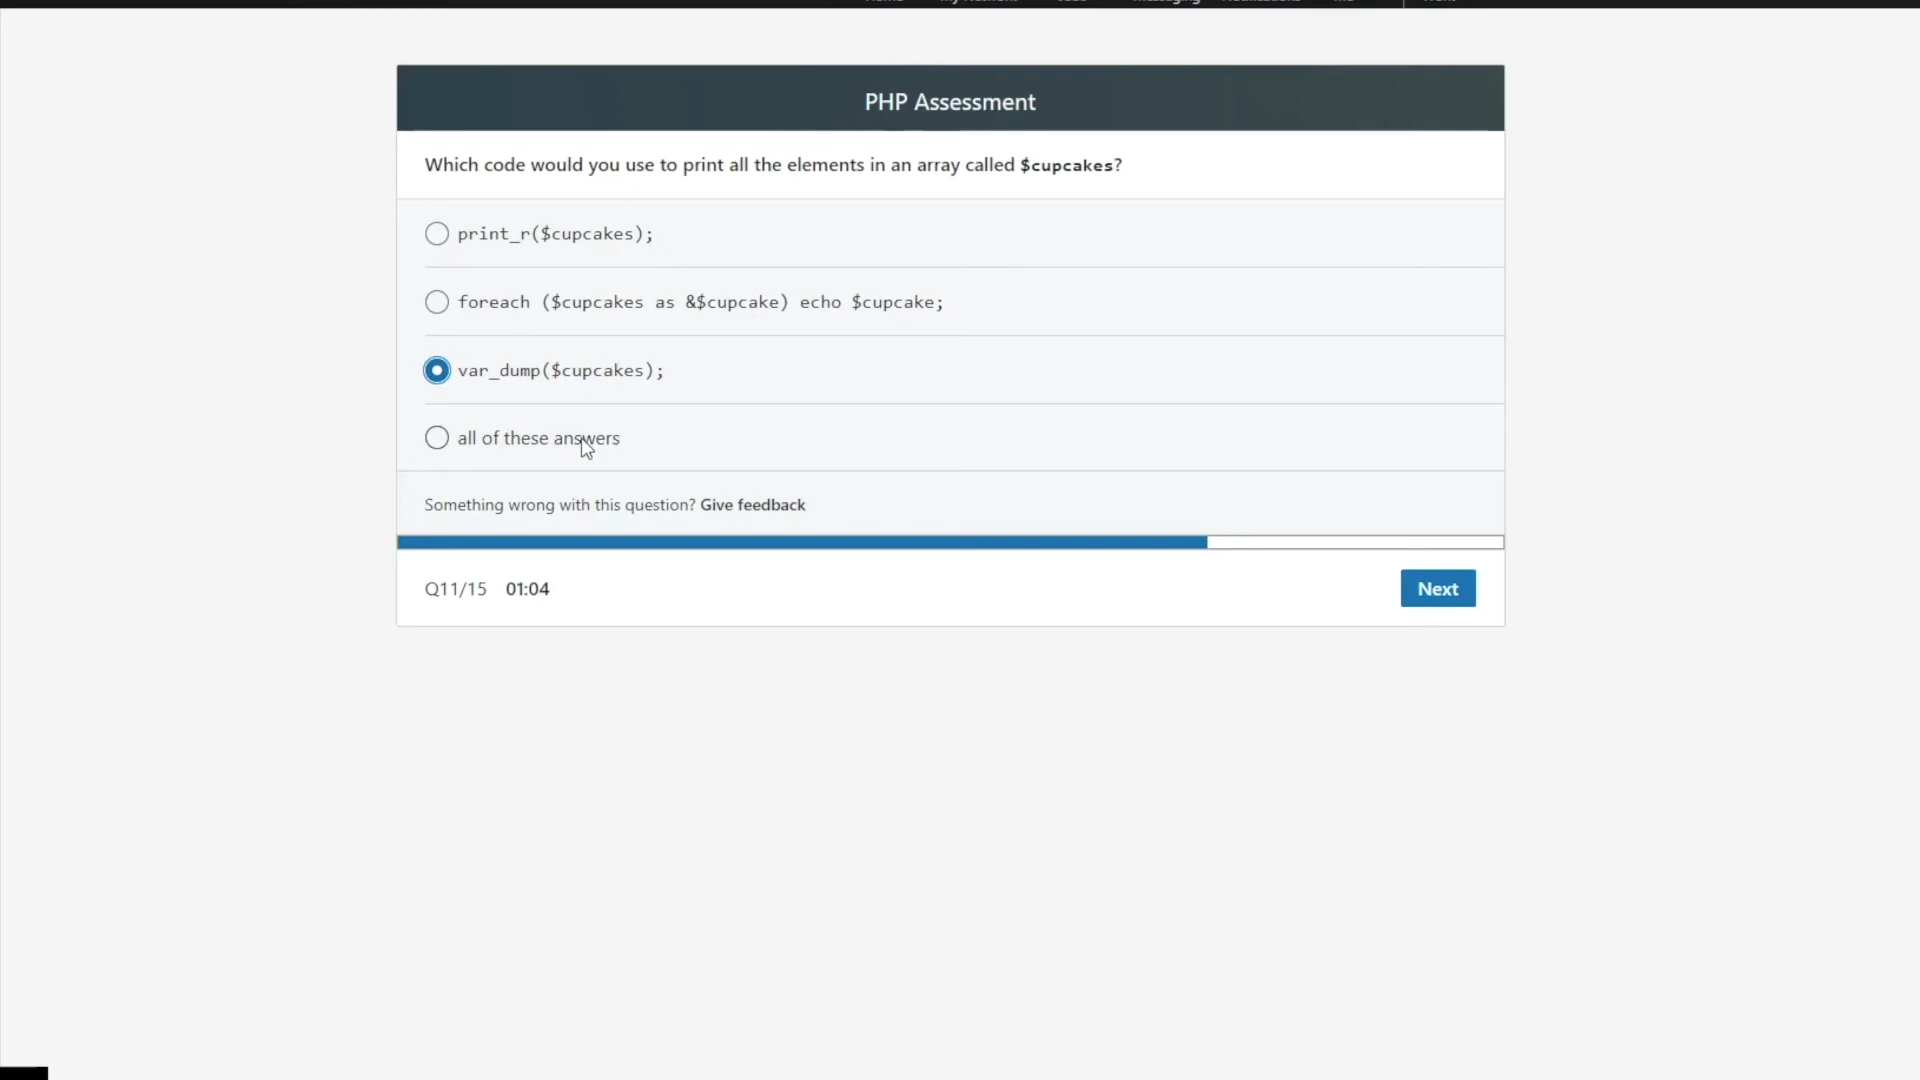 PHP Assessment
Which code would you use to print all the elements in an array called $cupcakes?
print_r($cupcakes);
foreach ($cupcakes as &$cupcake) echo $cupcake;
var_dump($cupcakes);
all of these answers
Something wrong with this question? Give feedback
Q11/15 01:04
Next